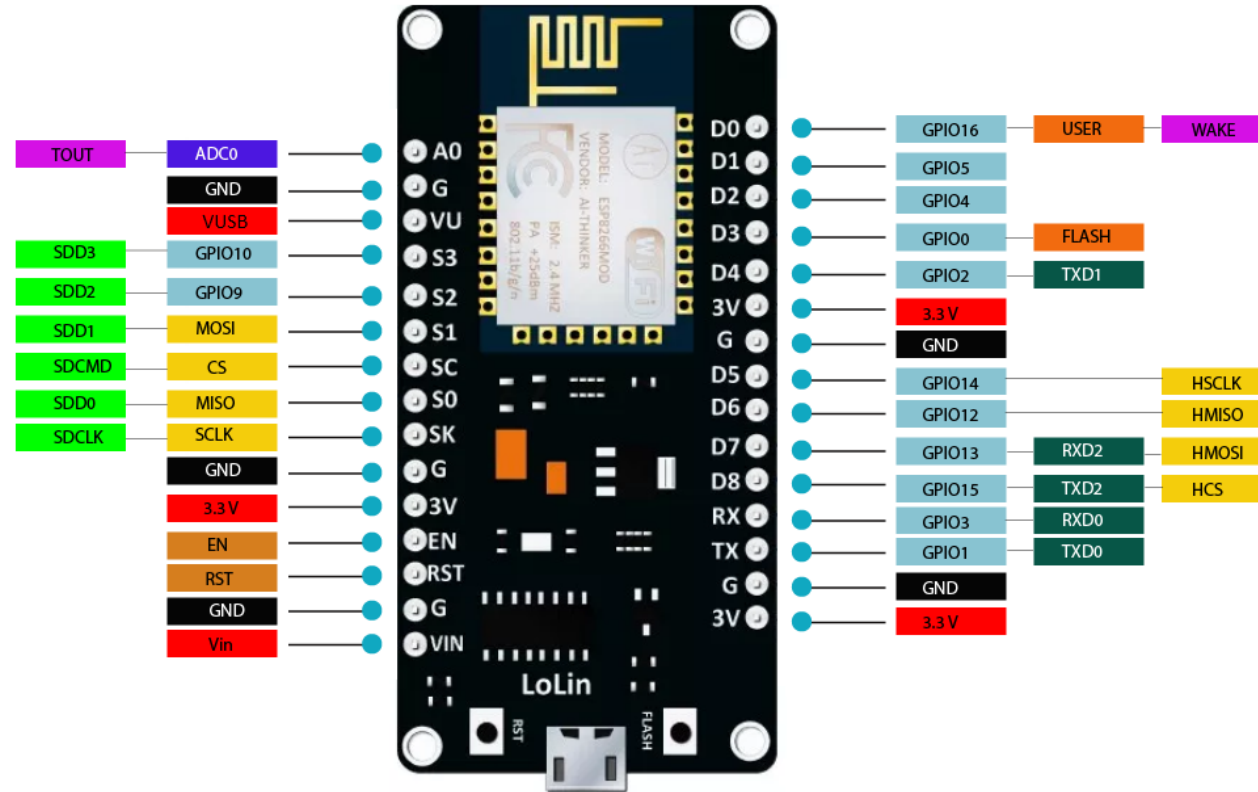 TOUT ADC0
GND
VUSB
SDD3 GPIO10
SDD2 GPIO9
SDD1 MOSI
SDCMD CS
SDD0 MISO
SDCLK SCLK
GND
3.3 V
EN
RST
GND
Vin
A0
G
VU
S3
S2
S1
SC
S0
SK
G
3V
EN
RST
G
VIN
MODEL: ESP8266MOD
VENDOR: AI-THINKER
ISM: 2.4 MHZ
PA +25dBm
802.11b/g/n
Ai
WiFi
FCC
LoLin
RST
FLASH
D0
D1
D2
D3
D4
3V
G
D5
D6
D7
D8
RX
TX
G
3V
GPIO16 USER WAKE
GPIO5
GPIO4
GPIO0 FLASH
GPIO2 TXD1
3.3 V
GND
GPIO14 HSCLK
GPIO12 HMISO
GPIO13 RXD2 HMOSI
GPIO15 TXD2 HCS
GPIO3 RXD0
GPIO1 TXD0
GND
3.3 V